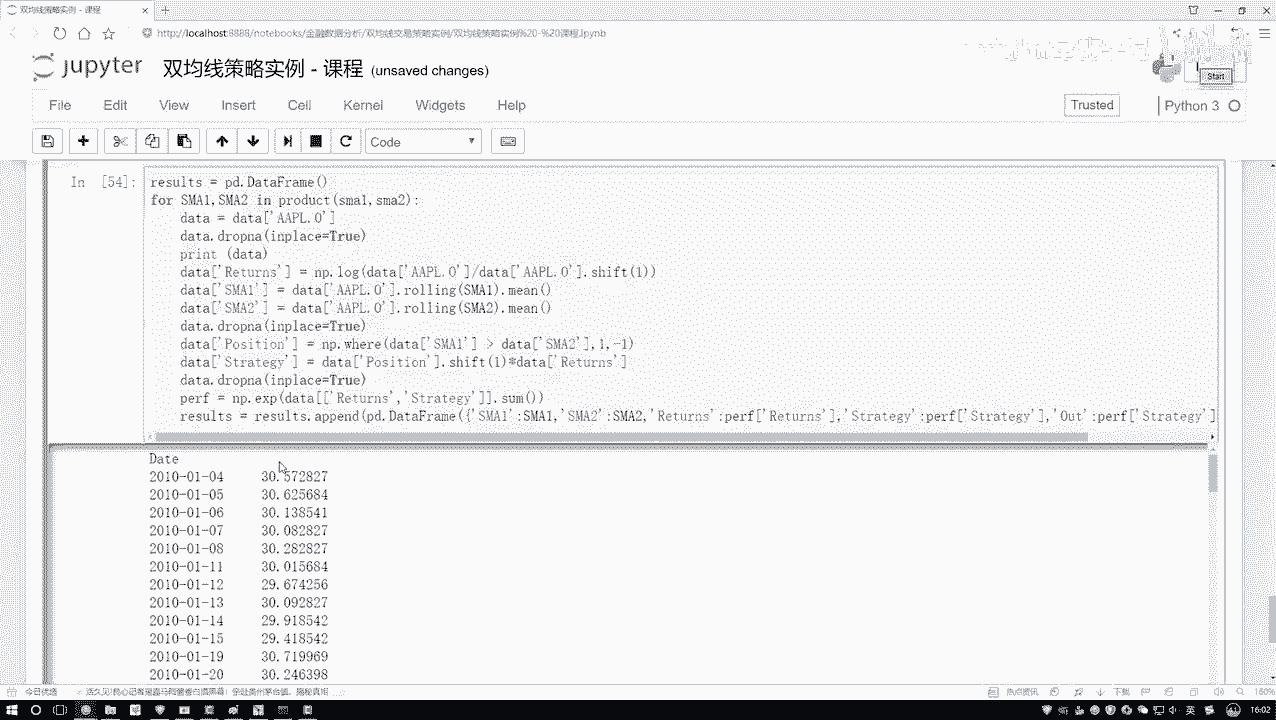 双均线策略实例 - 课程
http://localhost:8888/notebooks/金融数据分析/双均线交易策略实例/双均线策略实例%20-%20课程.ipynb
jupyter 双均线策略实例 - 课程 (unsaved changes)
Start
File Edit View Insert Cell Kernel Widgets Help
Trusted Python 3
Code
In [54]:
results = pd.DataFrame()
for SMA1,SMA2 in product(sma1,sma2):
data = data['AAPL.O']
data.dropna(inplace=True)
print (data)
data['Returns'] = np.log(data['AAPL.O']/data['AAPL.O'].shift(1))
data['SMA1'] = data['AAPL.O'].rolling(SMA1).mean()
data['SMA2'] = data['AAPL.O'].rolling(SMA2).mean()
data.dropna(inplace=True)
data['Position'] = np.where(data['SMA1'] > data['SMA2'],1,-1)
data['Strategy'] = data['Position'].shift(1)*data['Returns']
data.dropna(inplace=True)
perf = np.exp(data[['Returns','Strategy']].sum())
results = results.append(pd.DataFrame({'SMA1':SMA1,'SMA2':SMA2,'Returns':perf['Returns'],'Strategy':perf['Strategy'],'Out':perf['Strategy']
Date
2010-01-04 30.572827
2010-01-05 30.625684
2010-01-06 30.138541
2010-01-07 30.082827
2010-01-08 30.282827
2010-01-11 30.015684
2010-01-12 29.674256
2010-01-13 30.092827
2010-01-14 29.918542
2010-01-15 29.418542
2010-01-19 30.719969
2010-01-20 30.246398
今日优选
热点资讯 下载 160%
英 16:02